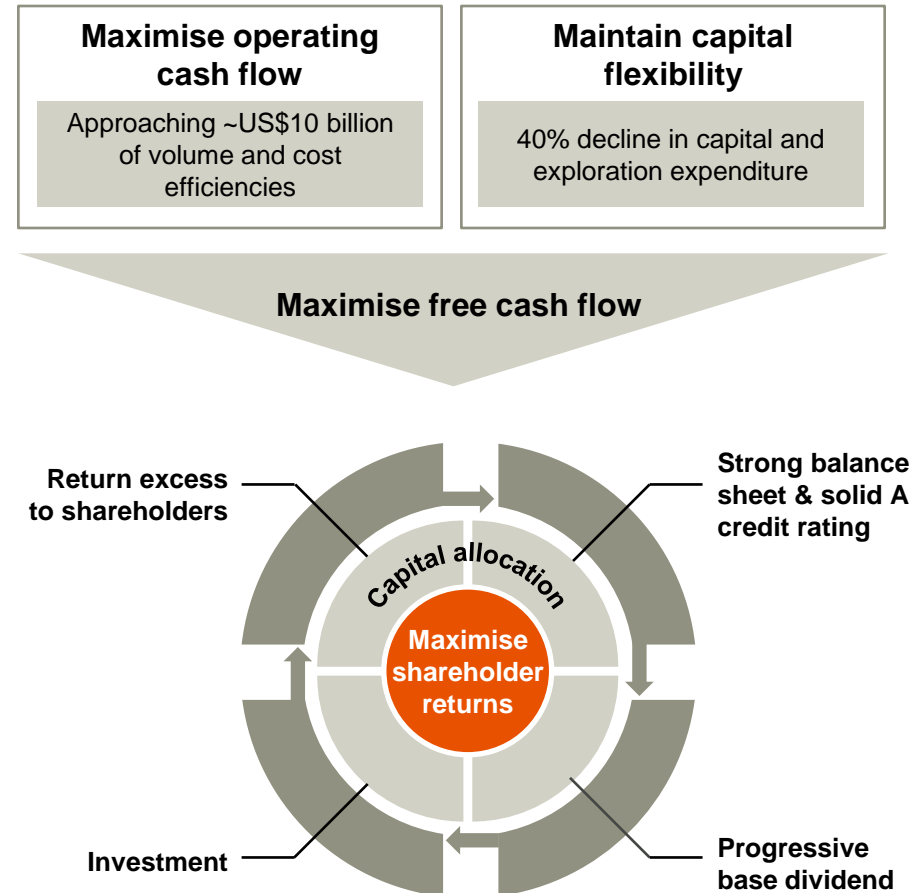 Maximise operating
cash flow
Approaching ~US$10 billion
of volume and cost
efficiencies
Maintain capital
flexibility
40% decline in capital and
exploration expenditure
Maximise free cash flow
Return excess
to shareholders
Strong balance
sheet & solid A
credit rating
Capital allocation
Maximise
shareholder
returns
Investment
Progressive
base dividend